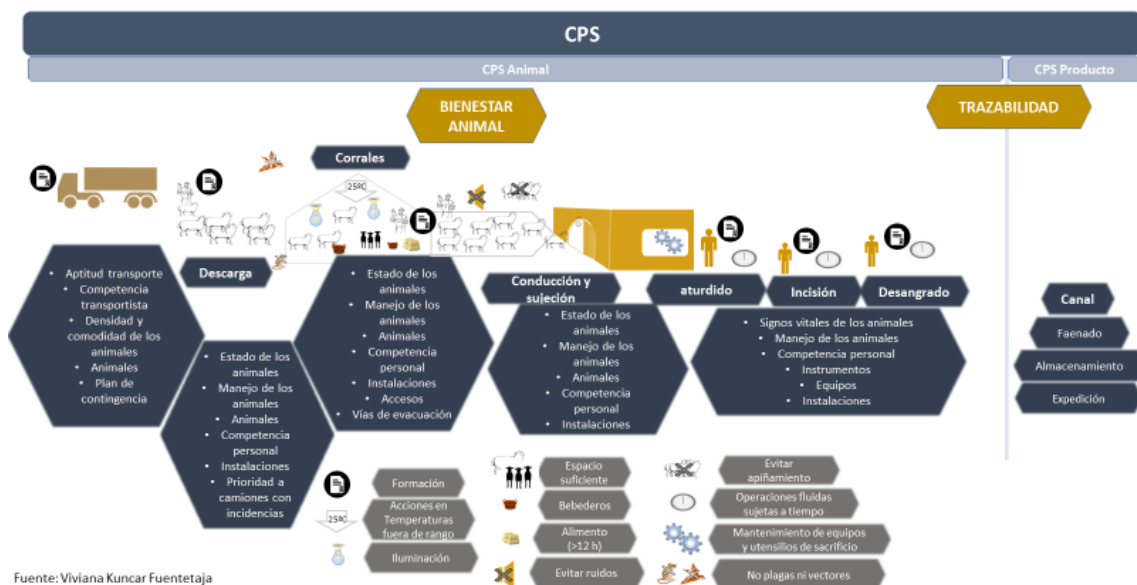 CPS
CPS Animal
CPS Producto
BIENESTAR
ANIMAL
TRAZABILIDAD
Corrales
25ºC
• Aptitud transporte
• Competencia
transportista
• Densidad y
comodidad de los
animales
• Animales
• Plan de
contingencia
Descarga
• Estado de los
animales
• Manejo de los
animales
• Animales
• Competencia
personal
• Instalaciones
• Prioridad a
camiones con
incidencias
• Estado de los
animales
• Manejo de los
animales
• Animales
• Competencia
personal
• Instalaciones
• Accesos
• Vías de evacuación
Conducción y
sujeción
• Estado de los
animales
• Manejo de los
animales
• Animales
• Competencia
personal
• Instalaciones
aturdido
Incisión
Desangrado
• Signos vitales de los animales
• Manejo de los animales
• Competencia personal
• Instrumentos
• Equipos
• Instalaciones
Canal
Faenado
Almacenamiento
Expedición
Formación
25ºC
Acciones en
Temperaturas
fuera de rango
Iluminación
Espacio
suficiente
Bebederos
Alimento
(>12 h)
Evitar ruidos
Evitar
apiñamiento
Operaciones fluidas
sujetas a tiempo
Mantenimiento de equipos
y utensilios de sacrificio
No plagas ni vectores
Fuente: Viviana Kuncar Fuentetaja